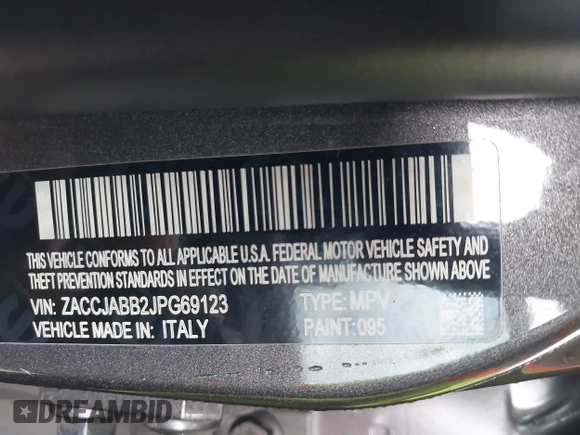 THIS VEHICLE CONFORMS TO ALL APPLICABLE U.S.A. FEDERAL MOTOR VEHICLE SAFETY AND
THEFT PREVENTION STANDARDS IN EFFECT ON THE DATE OF MANUFACTURE SHOWN ABOVE
VIN: ZACCJABB2JPG69123 TYPE: MPV
VEHICLE MADE IN: ITALY PAINT: 095
DREAMBID